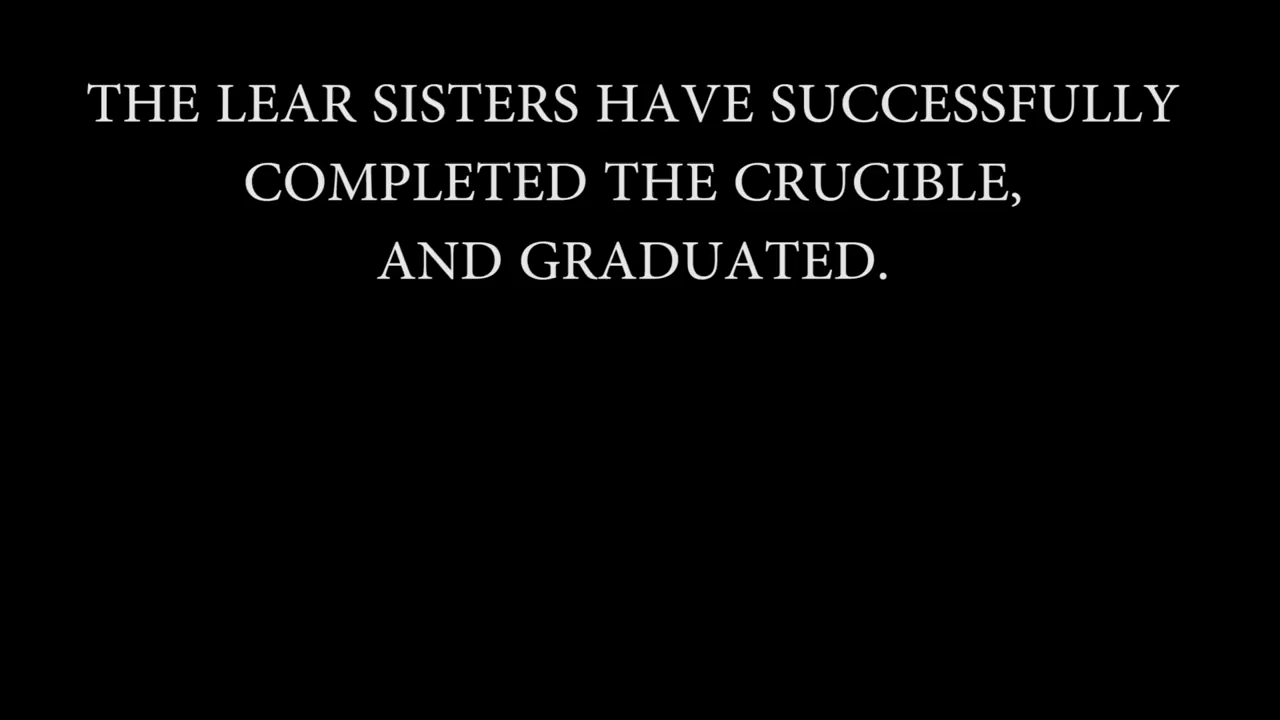 THE LEAR SISTERS HAVE SUCCESSFULLY
COMPLETED THE CRUCIBLE,
AND GRADUATED.